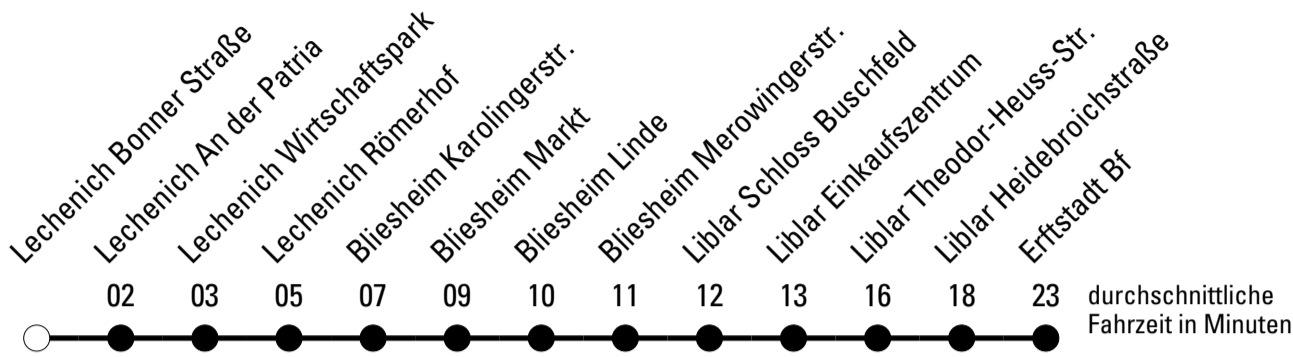 Lechenich Bonner Straße
Lechenich An der Patria
Lechenich Wirtschaftspark
Lechenich Römerhof
Bliesheim Karolingerstr.
Bliesheim Markt
Bliesheim Linde
Bliesheim Merowingerstr.
Liblar Schloss Buschfeld
Liblar Einkaufszentrum
Liblar Theodor-Heuss-Str.
Liblar Heidebroichstraße
Erftstadt Bf
02 03 05 07 09 10 11 12 13 16 18 23
durchschnittliche
Fahrzeit in Minuten